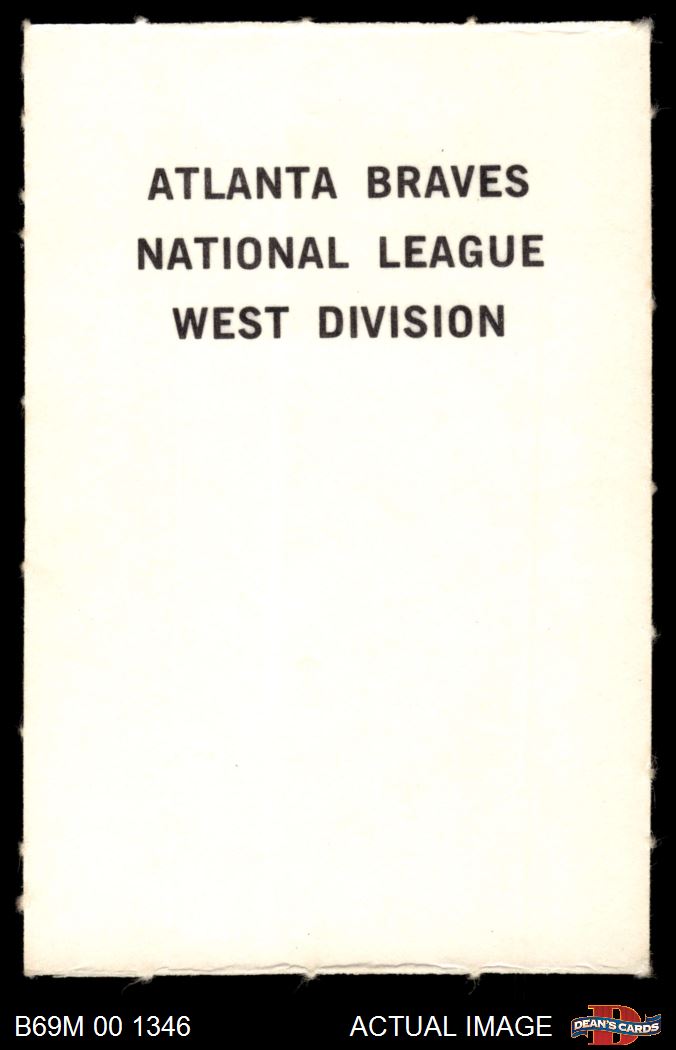 ATLANTA BRAVES
NATIONAL LEAGUE
WEST DIVISION
B69M 00 1346 ACTUAL IMAGE DEAN'S CARDS